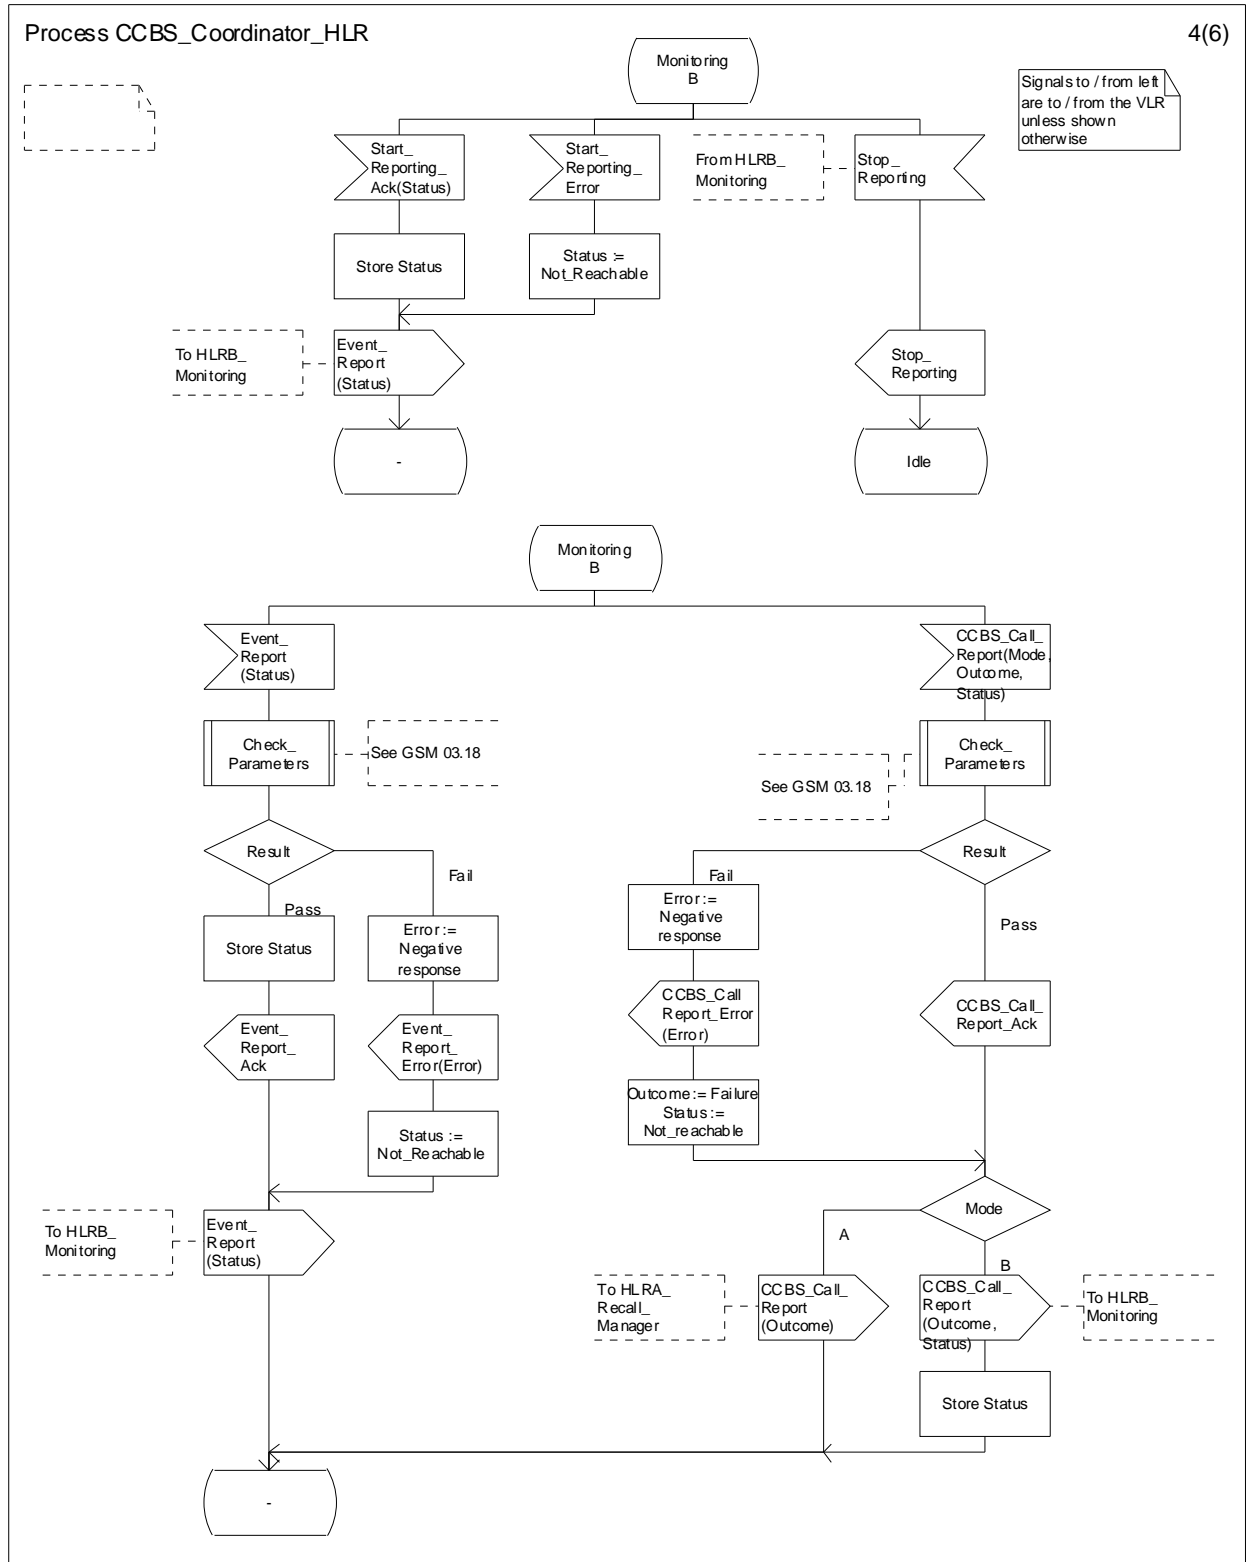 Process CCBS_Coordinator_HLR
4(6)
Monitoring
B
Signals to / from left
are to / from the VLR
unless shown
otherwise
Start_
Reporting_
Ack(Status)
Start_
Reporting_
Error
From HLRB_
Monitoring
Stop_
Reporting
Store Status
Status :=
Not_Reachable
To HLRB_
Monitoring
Event_
Report
(Status)
Stop_
Reporting
-
Idle
Monitoring
B
Event_
Report
(Status)
CCBS_Call_
Report(Mode,
Outcome,
Status)
Check_
Parameters
See GSM 03.18
See GSM 03.18
Check_
Parameters
Result
Fail
Pass
Result
Fail
Pass
Store Status
Error :=
Negative
response
Error :=
Negative
response
Event_
Report_
Ack
Event_
Report_
Error(Error)
CCBS_Call
Report_Error
(Error)
CCBS_Call_
Report_Ack
Status :=
Not_Reachable
Outcome := Failure
Status :=
Not_reachable
To HLRB_
Monitoring
Event_
Report
(Status)
Mode
A
B
To HLRA_
Recall_
Manager
CCBS_Call_
Report
(Outcome)
CCBS_Call_
Report
(Outcome,
Status)
To HLRB_
Monitoring
Store Status
-